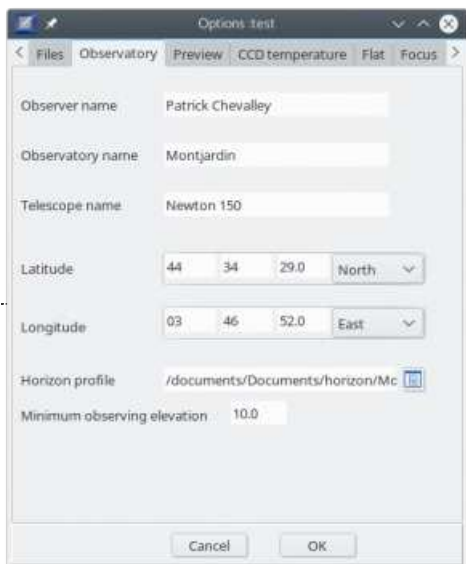 Options :test
Files Observatory Preview CCD temperature Flat Focus
Observer name Patrick Chevalley
Observatory name Montjardin
Telescope name Newton 150
Latitude 44 34 29.0 North
Longitude 03 46 52.0 East
Horizon profile /documents/Documents/horizon/Mc
Minimum observing elevation 10.0
Cancel OK